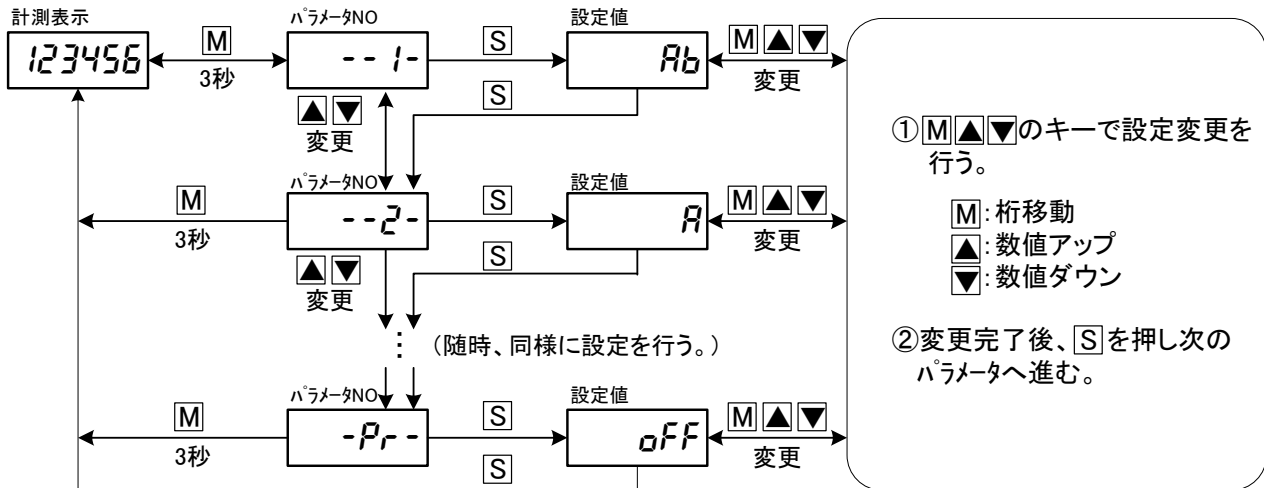 計測表示
パラメータNO
設定値
123456
M
3秒
--1-
S
Ab
M▲▼
変更
▲▼
変更
S
①M▲▼のキーで設定変更を
行う。
M:桁移動
▲:数値アップ
▼:数値ダウン
②変更完了後、Sを押し次の
パラメータへ進む。
パラメータNO
設定値
M
3秒
--2-
S
A
M▲▼
変更
▲▼
変更
S
⋮
(随時、同様に設定を行う。)
パラメータNO
設定値
M
3秒
-Pr-
S
oFF
M▲▼
変更
S